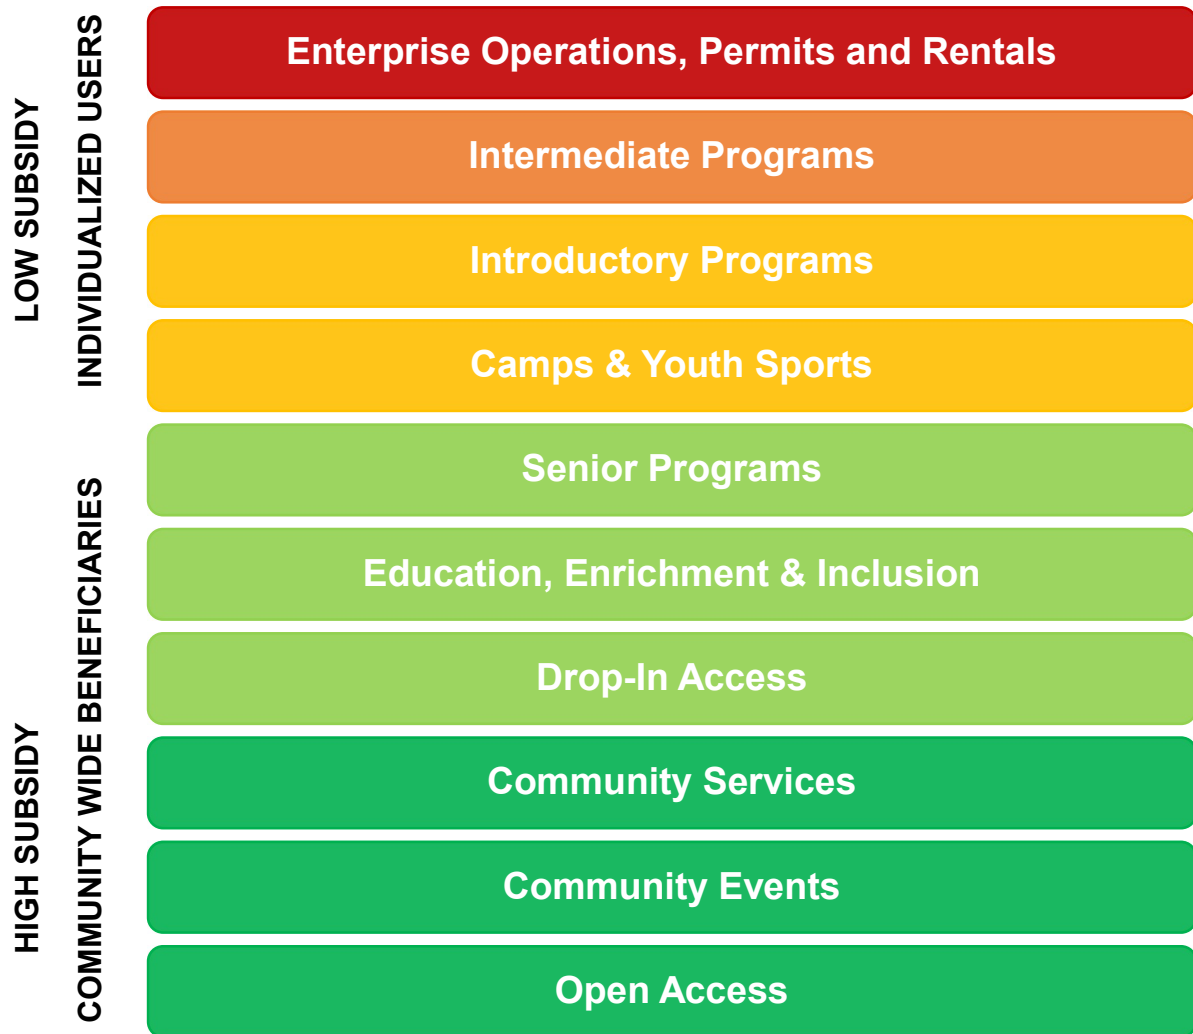 LOW SUBSIDY
INDIVIDUALIZED USERS
HIGH SUBSIDY
COMMUNITY WIDE BENEFICIARIES
Enterprise Operations, Permits and Rentals
Intermediate Programs
Introductory Programs
Camps & Youth Sports
Senior Programs
Education, Enrichment & Inclusion
Drop-In Access
Community Services
Community Events
Open Access